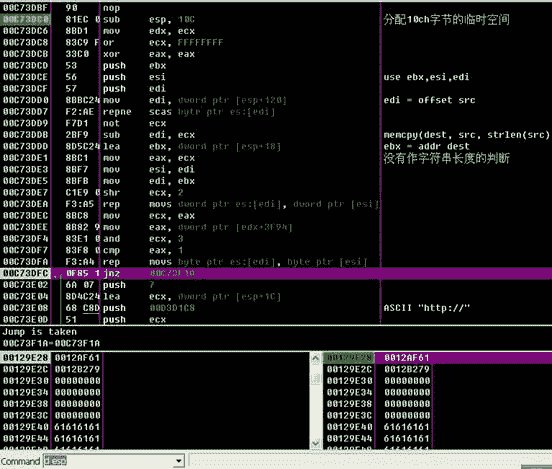 00C73DBF 90 nop
00C73DC0 81EC 0 sub esp, 10C 分配10ch字节的临时空间
00C73DC6 8BD1 mov edx, ecx
00C73DC8 83C9 F or ecx, FFFFFFFF
00C73DCB 33C0 xor eax, eax
00C73DCD 53 push ebx
00C73DCE 56 push esi use ebx,esi,edi
00C73DCF 57 push edi
00C73DD0 8BBC24 mov edi, dword ptr [esp+120] edi = offset src
00C73DD7 F2:AE repne scas byte ptr es:[edi]
00C73DD9 F7D1 not ecx
00C73DDB 2BF9 sub edi, ecx memcpy(dest, src, strlen(src)
00C73DDD 8D5C24 lea ebx, dword ptr [esp+18] ebx = addr dest
00C73DE1 8BC1 mov eax, ecx 没有作字符串长度的判断
00C73DE3 8BF7 mov esi, edi
00C73DE5 8BFB mov edi, ebx
00C73DE7 C1E9 0 shr ecx, 2
00C73DEA F3:A5 rep movs dword ptr es:[edi], dword ptr [esi]
00C73DEC 8BC8 mov ecx, eax
00C73DEE 8B82 9 mov eax, dword ptr [edx+3F94]
00C73DF4 83E1 0 and ecx, 3
00C73DF7 83F8 0 cmp eax, 1
00C73DFA F3:A4 rep movs byte ptr es:[edi], byte ptr [esi]
00C73DFC 0F85 1 jnz 00C73F1A
00C73E02 6A 07 push 7
00C73E04 8D4C24 lea ecx, dword ptr [esp+1C]
00C73E08 68 C8D push 00D3D1C8 ASCII "http://"
00C73E0D 51 push ecx
Jump is taken
00C73F1A=00C73F1A
00129E28 0012AF61 00129E28 0012AF61
00129E2C 0012B279 00129E2C 0012B279
00129E30 00000000 00129E30 00000000
00129E34 00000000 00129E34 00000000
00129E38 00000000 00129E38 00000000
00129E3C 00000000 00129E3C 00000000
00129E40 61616161 00129E40 61616161
00129E44 61616161 00129E44 61616161
Command d esp